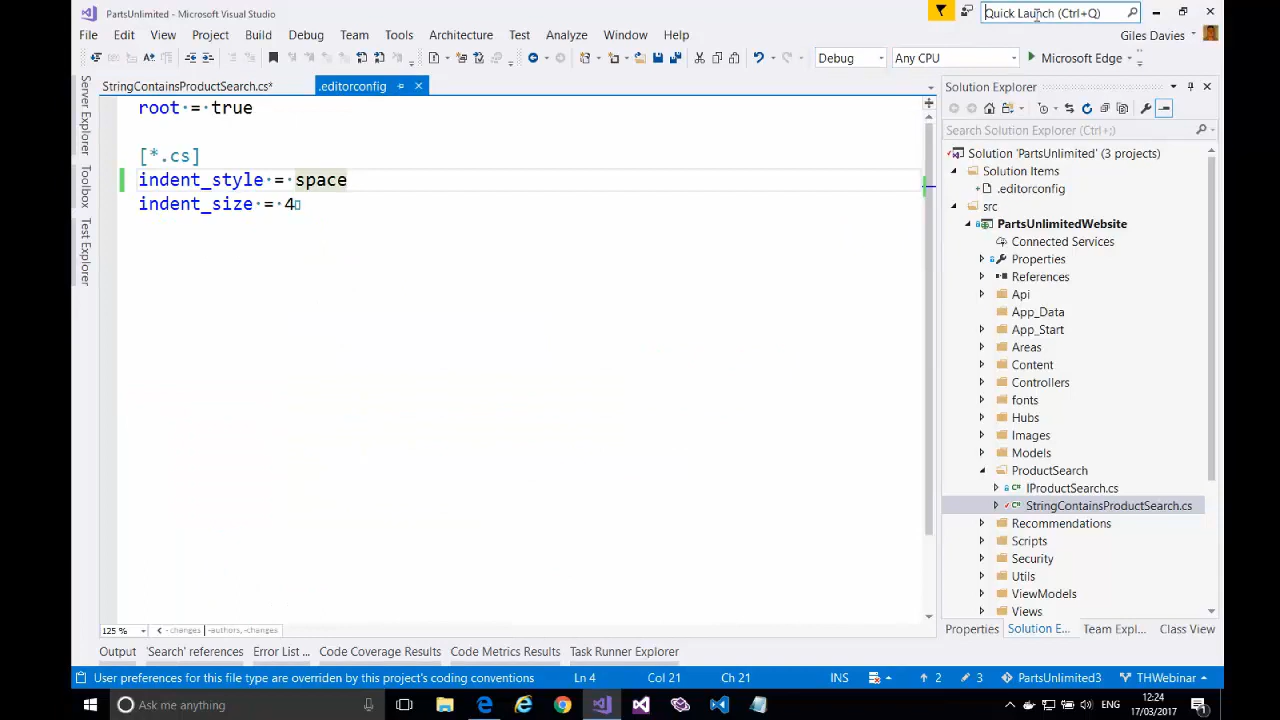 PartsUnlimited - Microsoft Visual Studio
Quick Launch (Ctrl+Q)
File Edit View Project Build Debug Team Tools Architecture Test Analyze Window Help
Giles Davies
Debug Any CPU Microsoft Edge
StringContainsProductSearch.cs* .editorconfig
Server Explorer
Toolbox
Test Explorer
root = true
[*.cs]
indent_style = space
indent_size = 4
Solution Explorer
Search Solution Explorer (Ctrl+;)
Solution 'PartsUnlimited' (3 projects)
Solution Items
.editorconfig
src
PartsUnlimitedWebsite
Connected Services
Properties
References
Api
App_Data
App_Start
Areas
Content
Controllers
fonts
Hubs
Images
Models
ProductSearch
IProductSearch.cs
StringContainsProductSearch.cs
Recommendations
Scripts
Security
Utils
ViewModels
Views
125 % - changes | -authors, -changes
Properties Solution E... Team Expl... Class View
Output 'Search' references Error List ... Code Coverage Results Code Metrics Results Task Runner Explorer
User preferences for this file type are overriden by this project's coding conventions Ln 4 Col 21 Ch 21 INS 2 3 PartsUnlimited3 THWebinar
Ask me anything ENG 12:24
17/03/2017 1